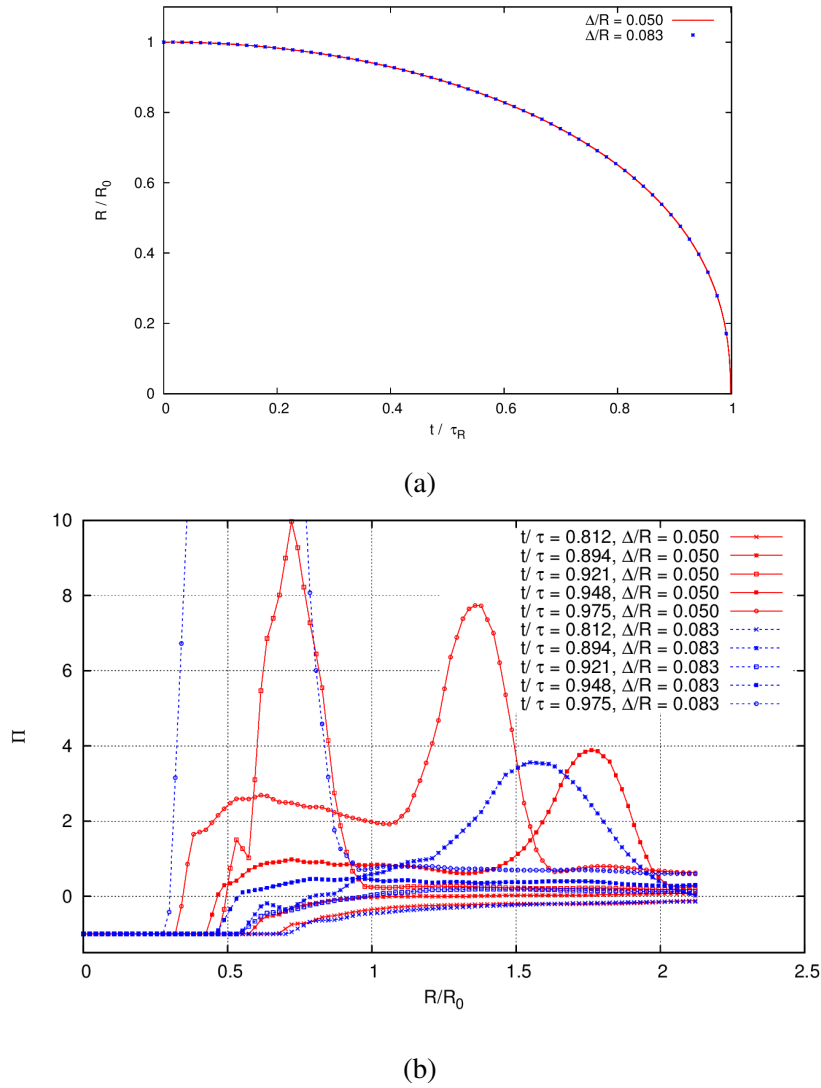 Δ/R = 0.050
Δ/R = 0.083
1
0.8
0.6
0.4
0.2
0
R / R0
0 0.2 0.4 0.6 0.8 1
t / τR
(a)
10
8
6
4
2
0
Π
t/ τ = 0.812, Δ/R = 0.050
t/ τ = 0.894, Δ/R = 0.050
t/ τ = 0.921, Δ/R = 0.050
t/ τ = 0.948, Δ/R = 0.050
t/ τ = 0.975, Δ/R = 0.050
t/ τ = 0.812, Δ/R = 0.083
t/ τ = 0.894, Δ/R = 0.083
t/ τ = 0.921, Δ/R = 0.083
t/ τ = 0.948, Δ/R = 0.083
t/ τ = 0.975, Δ/R = 0.083
0 0.5 1 1.5 2 2.5
R/R0
(b)